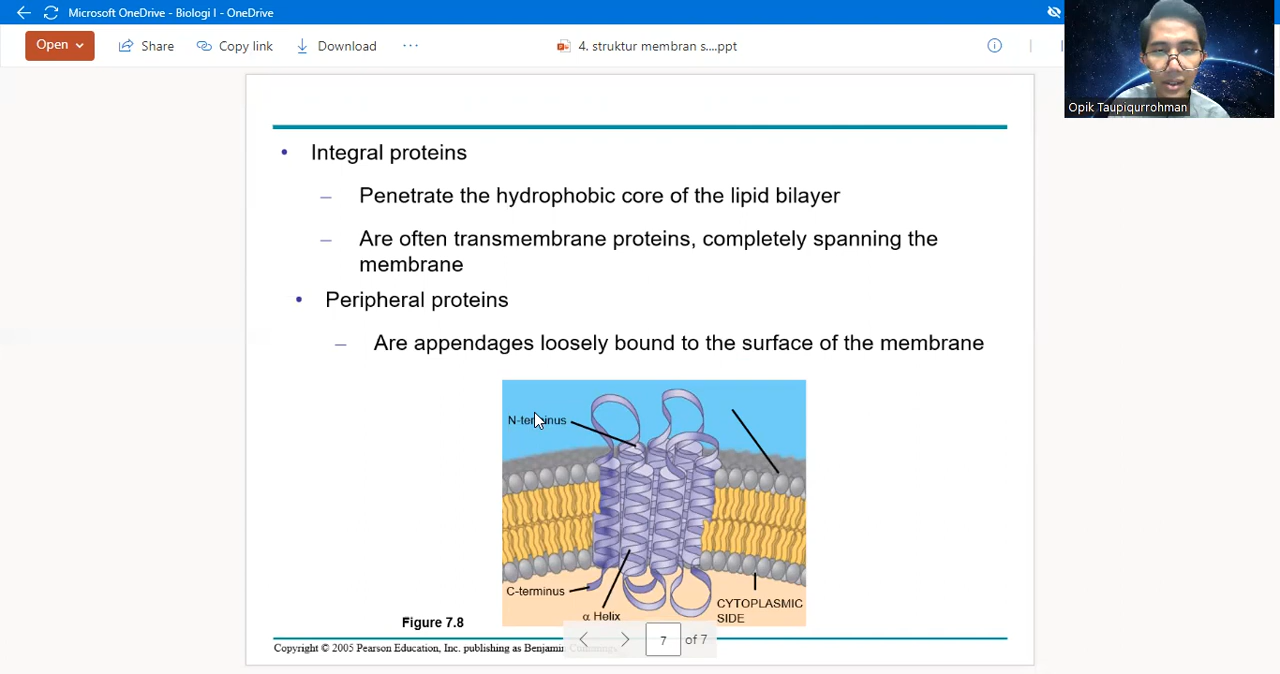 Microsoft OneDrive - Biologi I - OneDrive
Open
Share
Copy link
Download
4. struktur membran s....ppt
Opik Taupiqurrohman
• Integral proteins
– Penetrate the hydrophobic core of the lipid bilayer
– Are often transmembrane proteins, completely spanning the
membrane
• Peripheral proteins
– Are appendages loosely bound to the surface of the membrane
N-terminus
C-terminus
α Helix
CYTOPLASMIC
SIDE
Figure 7.8
7 of 7
Copyright © 2005 Pearson Education, Inc. publishing as Benjamin Cummings